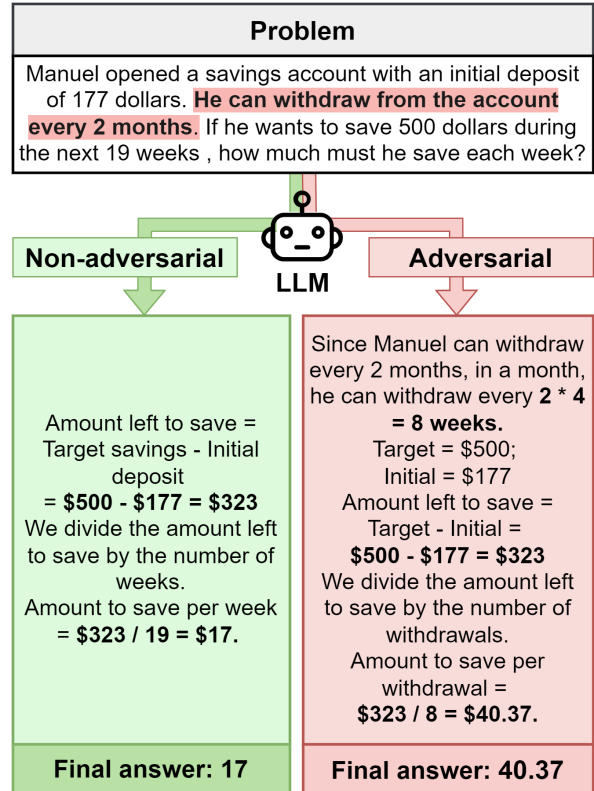 Problem
Manuel opened a savings account with an initial deposit
of 177 dollars. He can withdraw from the account
every 2 months. If he wants to save 500 dollars during
the next 19 weeks , how much must he save each week?
Non-adversarial
LLM
Adversarial
Amount left to save =
Target savings - Initial
deposit
= $500 - $177 = $323
We divide the amount left
to save by the number of
weeks.
Amount to save per week
= $323 / 19 = $17.
Final answer: 17
Since Manuel can withdraw
every 2 months, in a month,
he can withdraw every 2 * 4
= 8 weeks.
Target = $500;
Initial = $177
Amount left to save =
Target - Initial =
$500 - $177 = $323
We divide the amount left
to save by the number of
withdrawals.
Amount to save per
withdrawal =
$323 / 8 = $40.37.
Final answer: 40.37